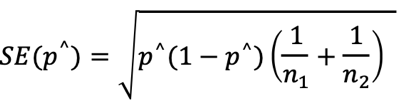 SE(p^) = √p^(1 − p^) (1/n₁ + 1/n₂)